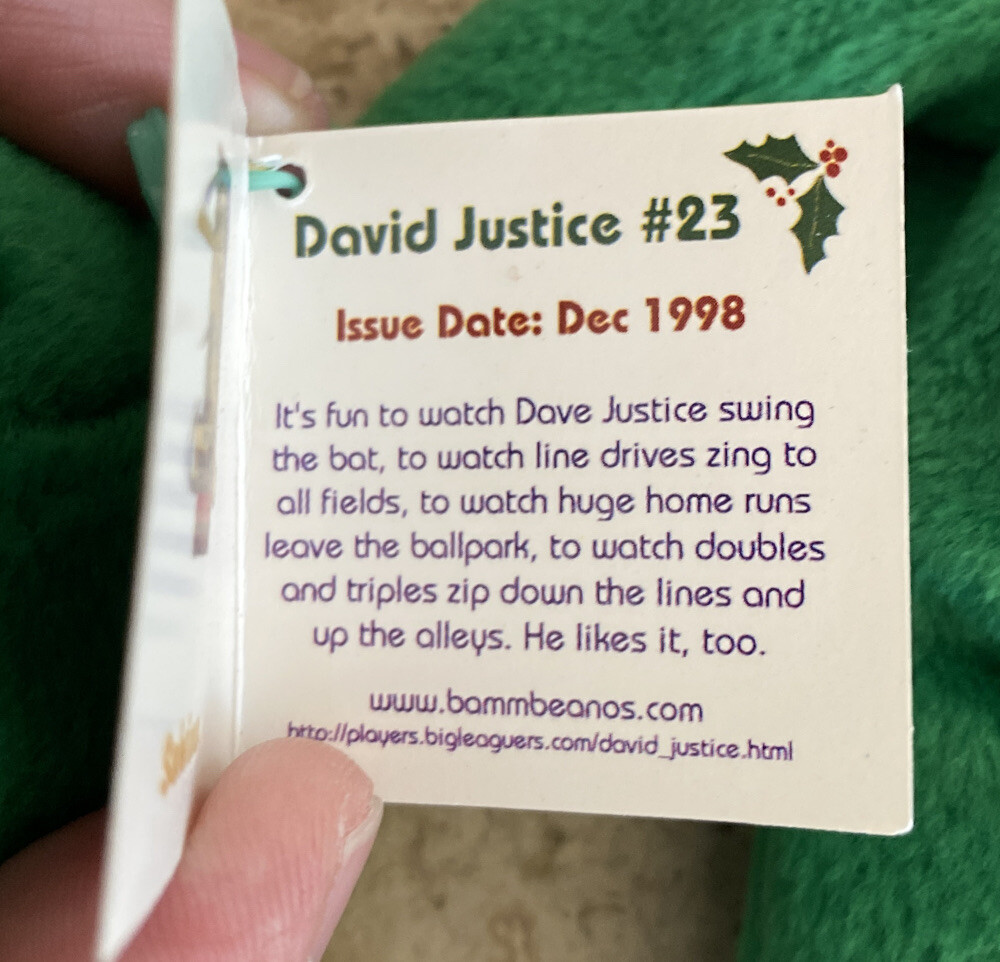 David Justice #23
Issue Date: Dec 1998
It's fun to watch Dave Justice swing
the bat, to watch line drives zing to
all fields, to watch huge home runs
leave the ballpark, to watch doubles
and triples zip down the lines and
up the alleys. He likes it, too.
www.bammbeanos.com
http://players.bigleaguers.com/david_justice.html